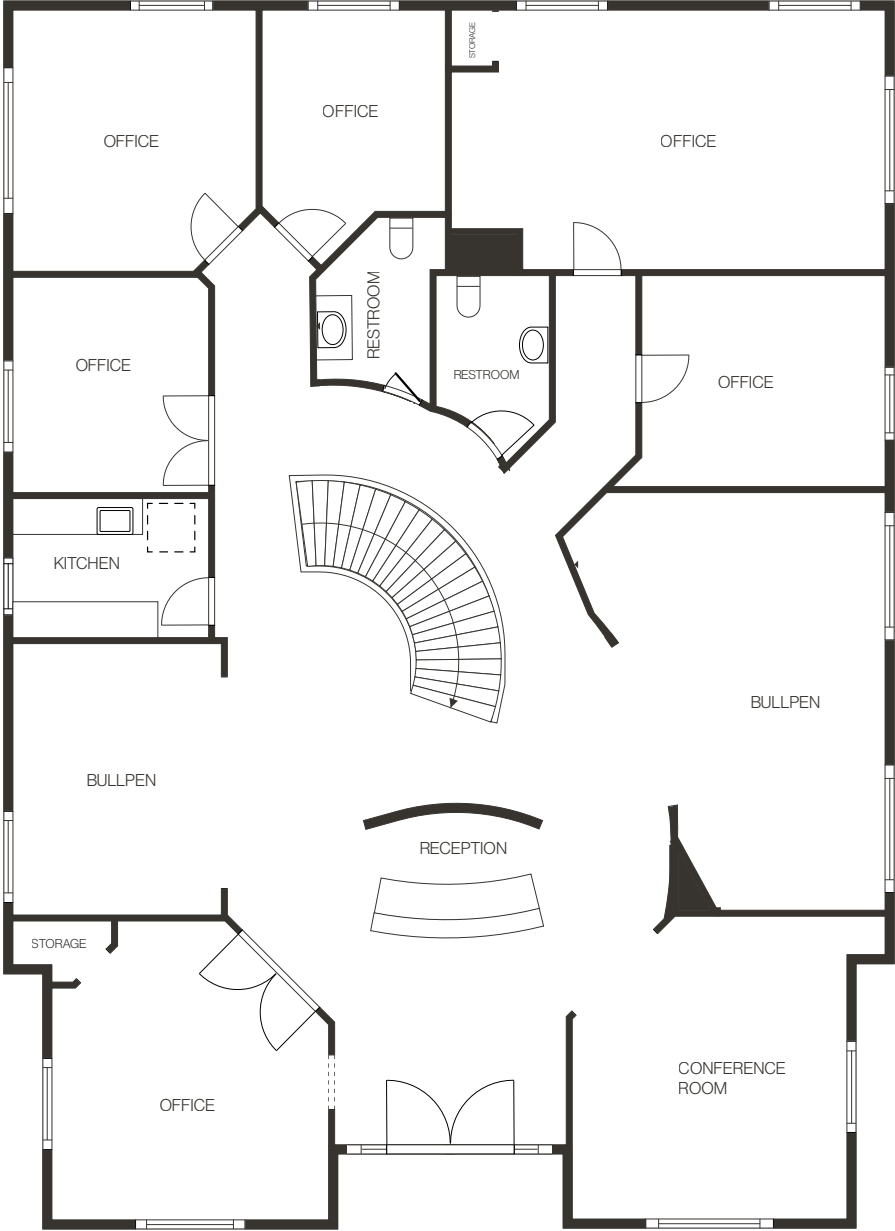 STORAGE
OFFICE
OFFICE
OFFICE
RESTROOM
OFFICE
RESTROOM
OFFICE
KITCHEN
BULLPEN
BULLPEN
RECEPTION
STORAGE
CONFERENCE
ROOM
OFFICE